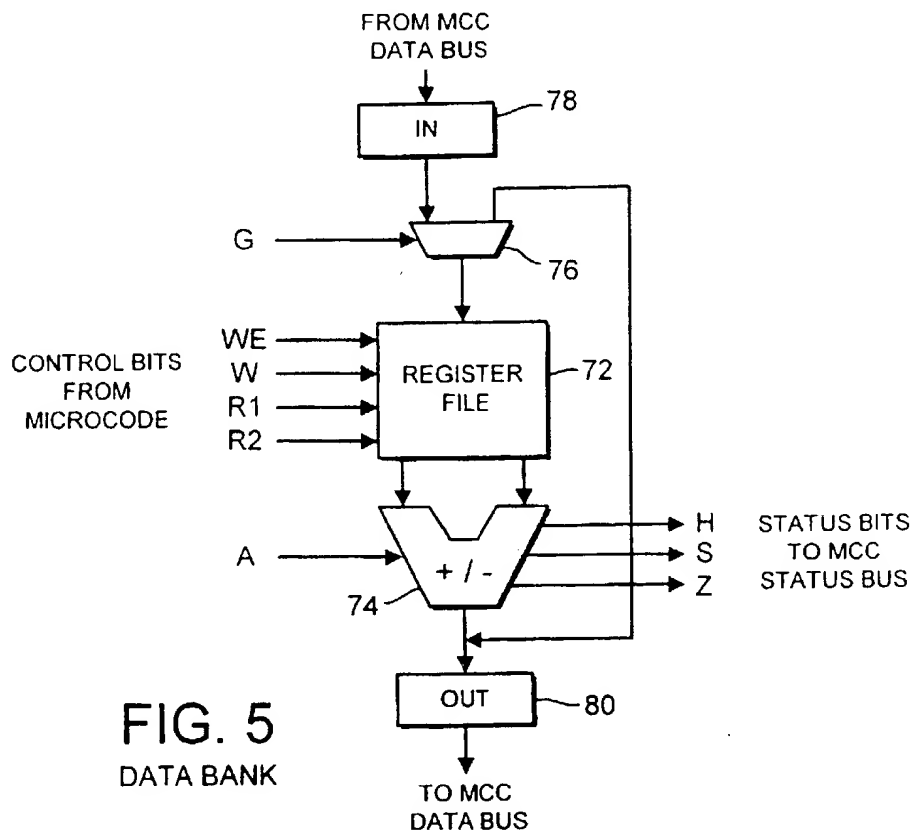 FROM MCC
DATA BUS
78
IN
G
76
CONTROL BITS
FROM
MICROCODE
WE
W
R1
R2
REGISTER
FILE
72
A
+ / -
74
H
S
Z
STATUS BITS
TO MCC
STATUS BUS
OUT
80
FIG. 5
DATA BANK
TO MCC
DATA BUS